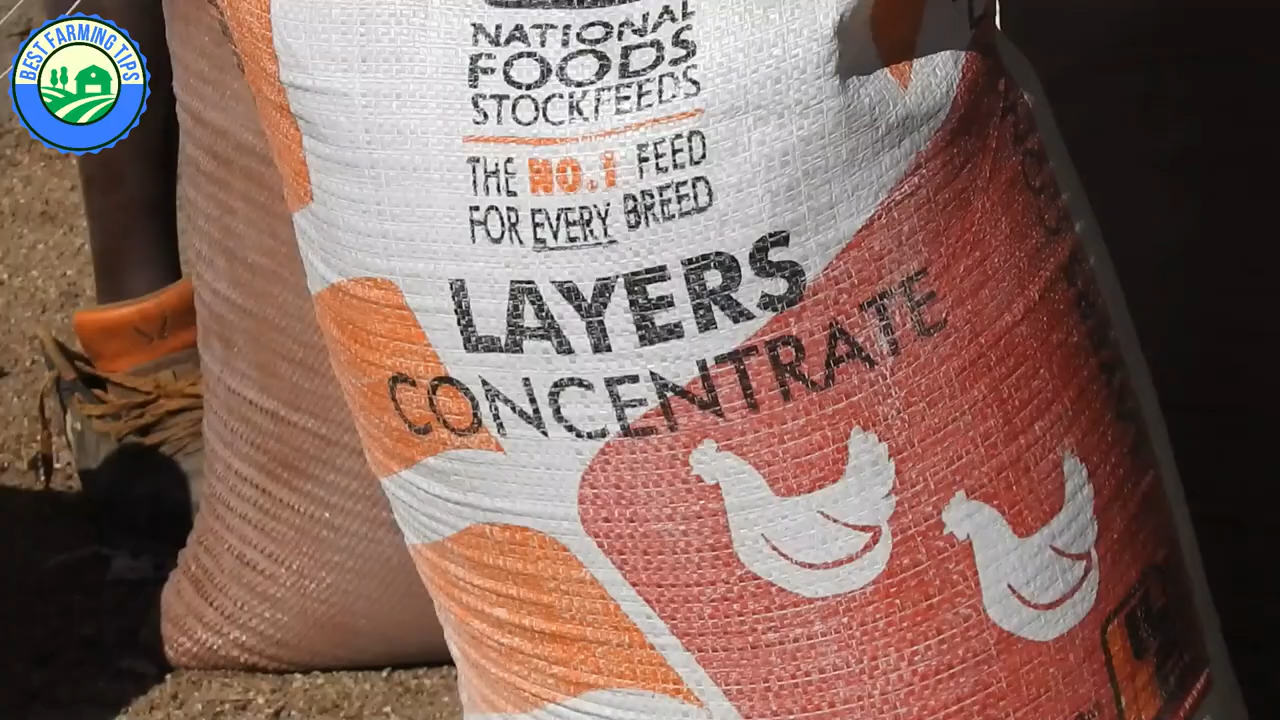 BEST FARMING TIPS
NATIONAL
FOODS
STOCKFEEDS
THE NO.1 FEED
FOR EVERY BREED
LAYERS
CONCENTRATE